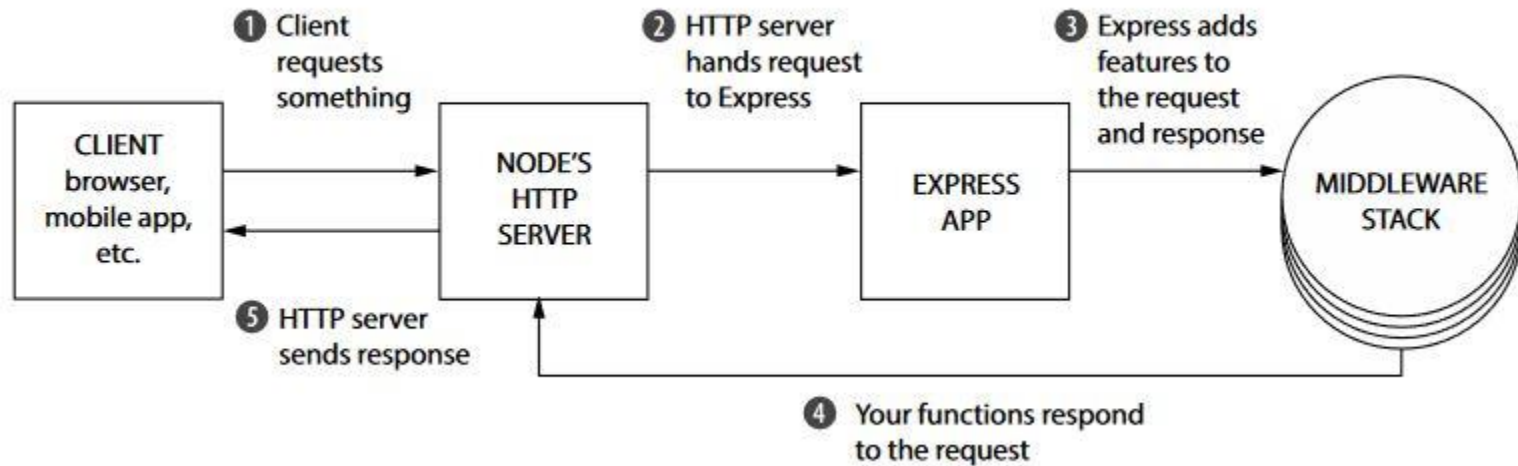 1 Client
requests
something
2 HTTP server
hands request
to Express
3 Express adds
features to
the request
and response
CLIENT
browser,
mobile app,
etc.
NODE’S
HTTP
SERVER
EXPRESS
APP
MIDDLEWARE
STACK
5 HTTP server
sends response
4 Your functions respond
to the request